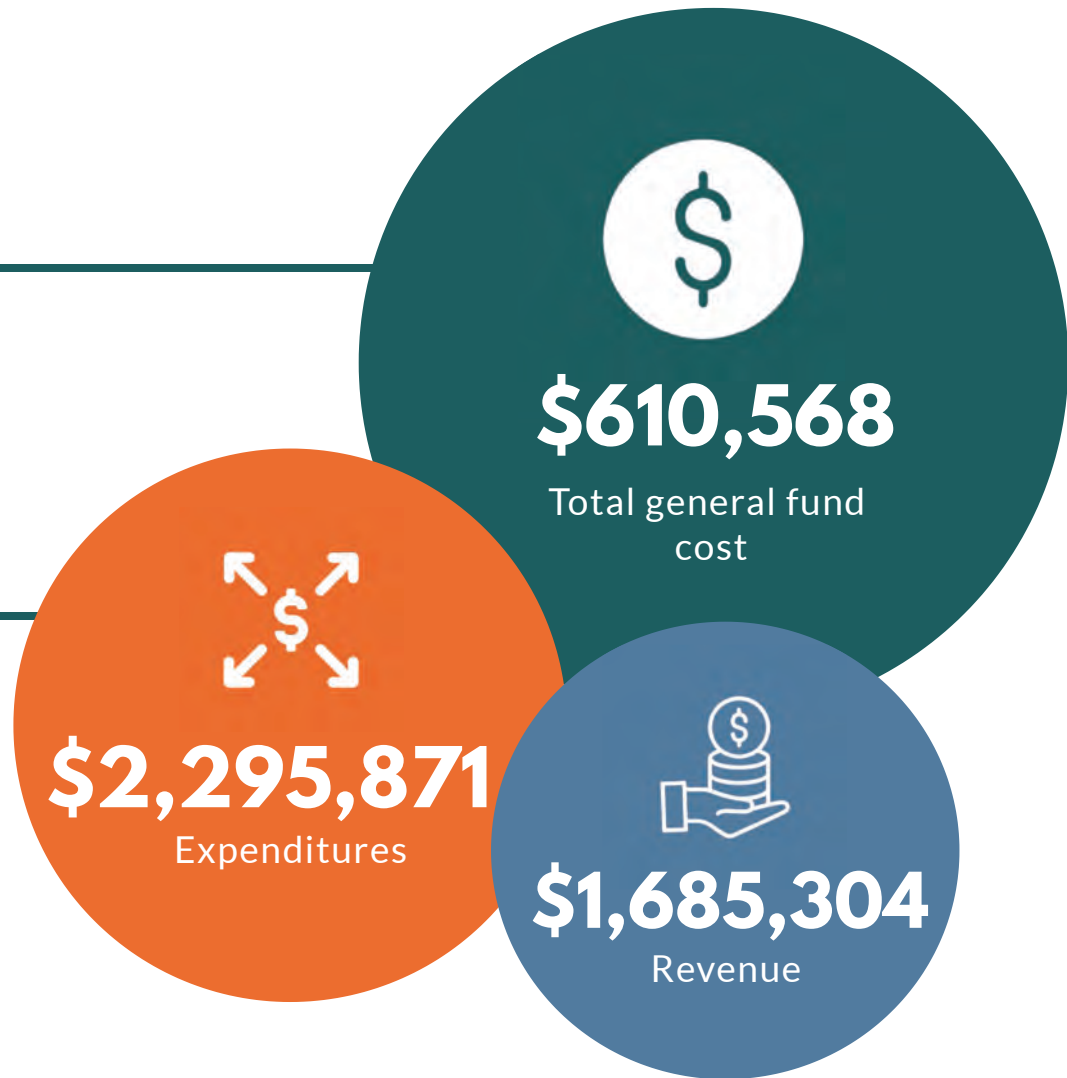 $
$610,568
Total general fund
cost
$
$2,295,871
Expenditures
$
$1,685,304
Revenue